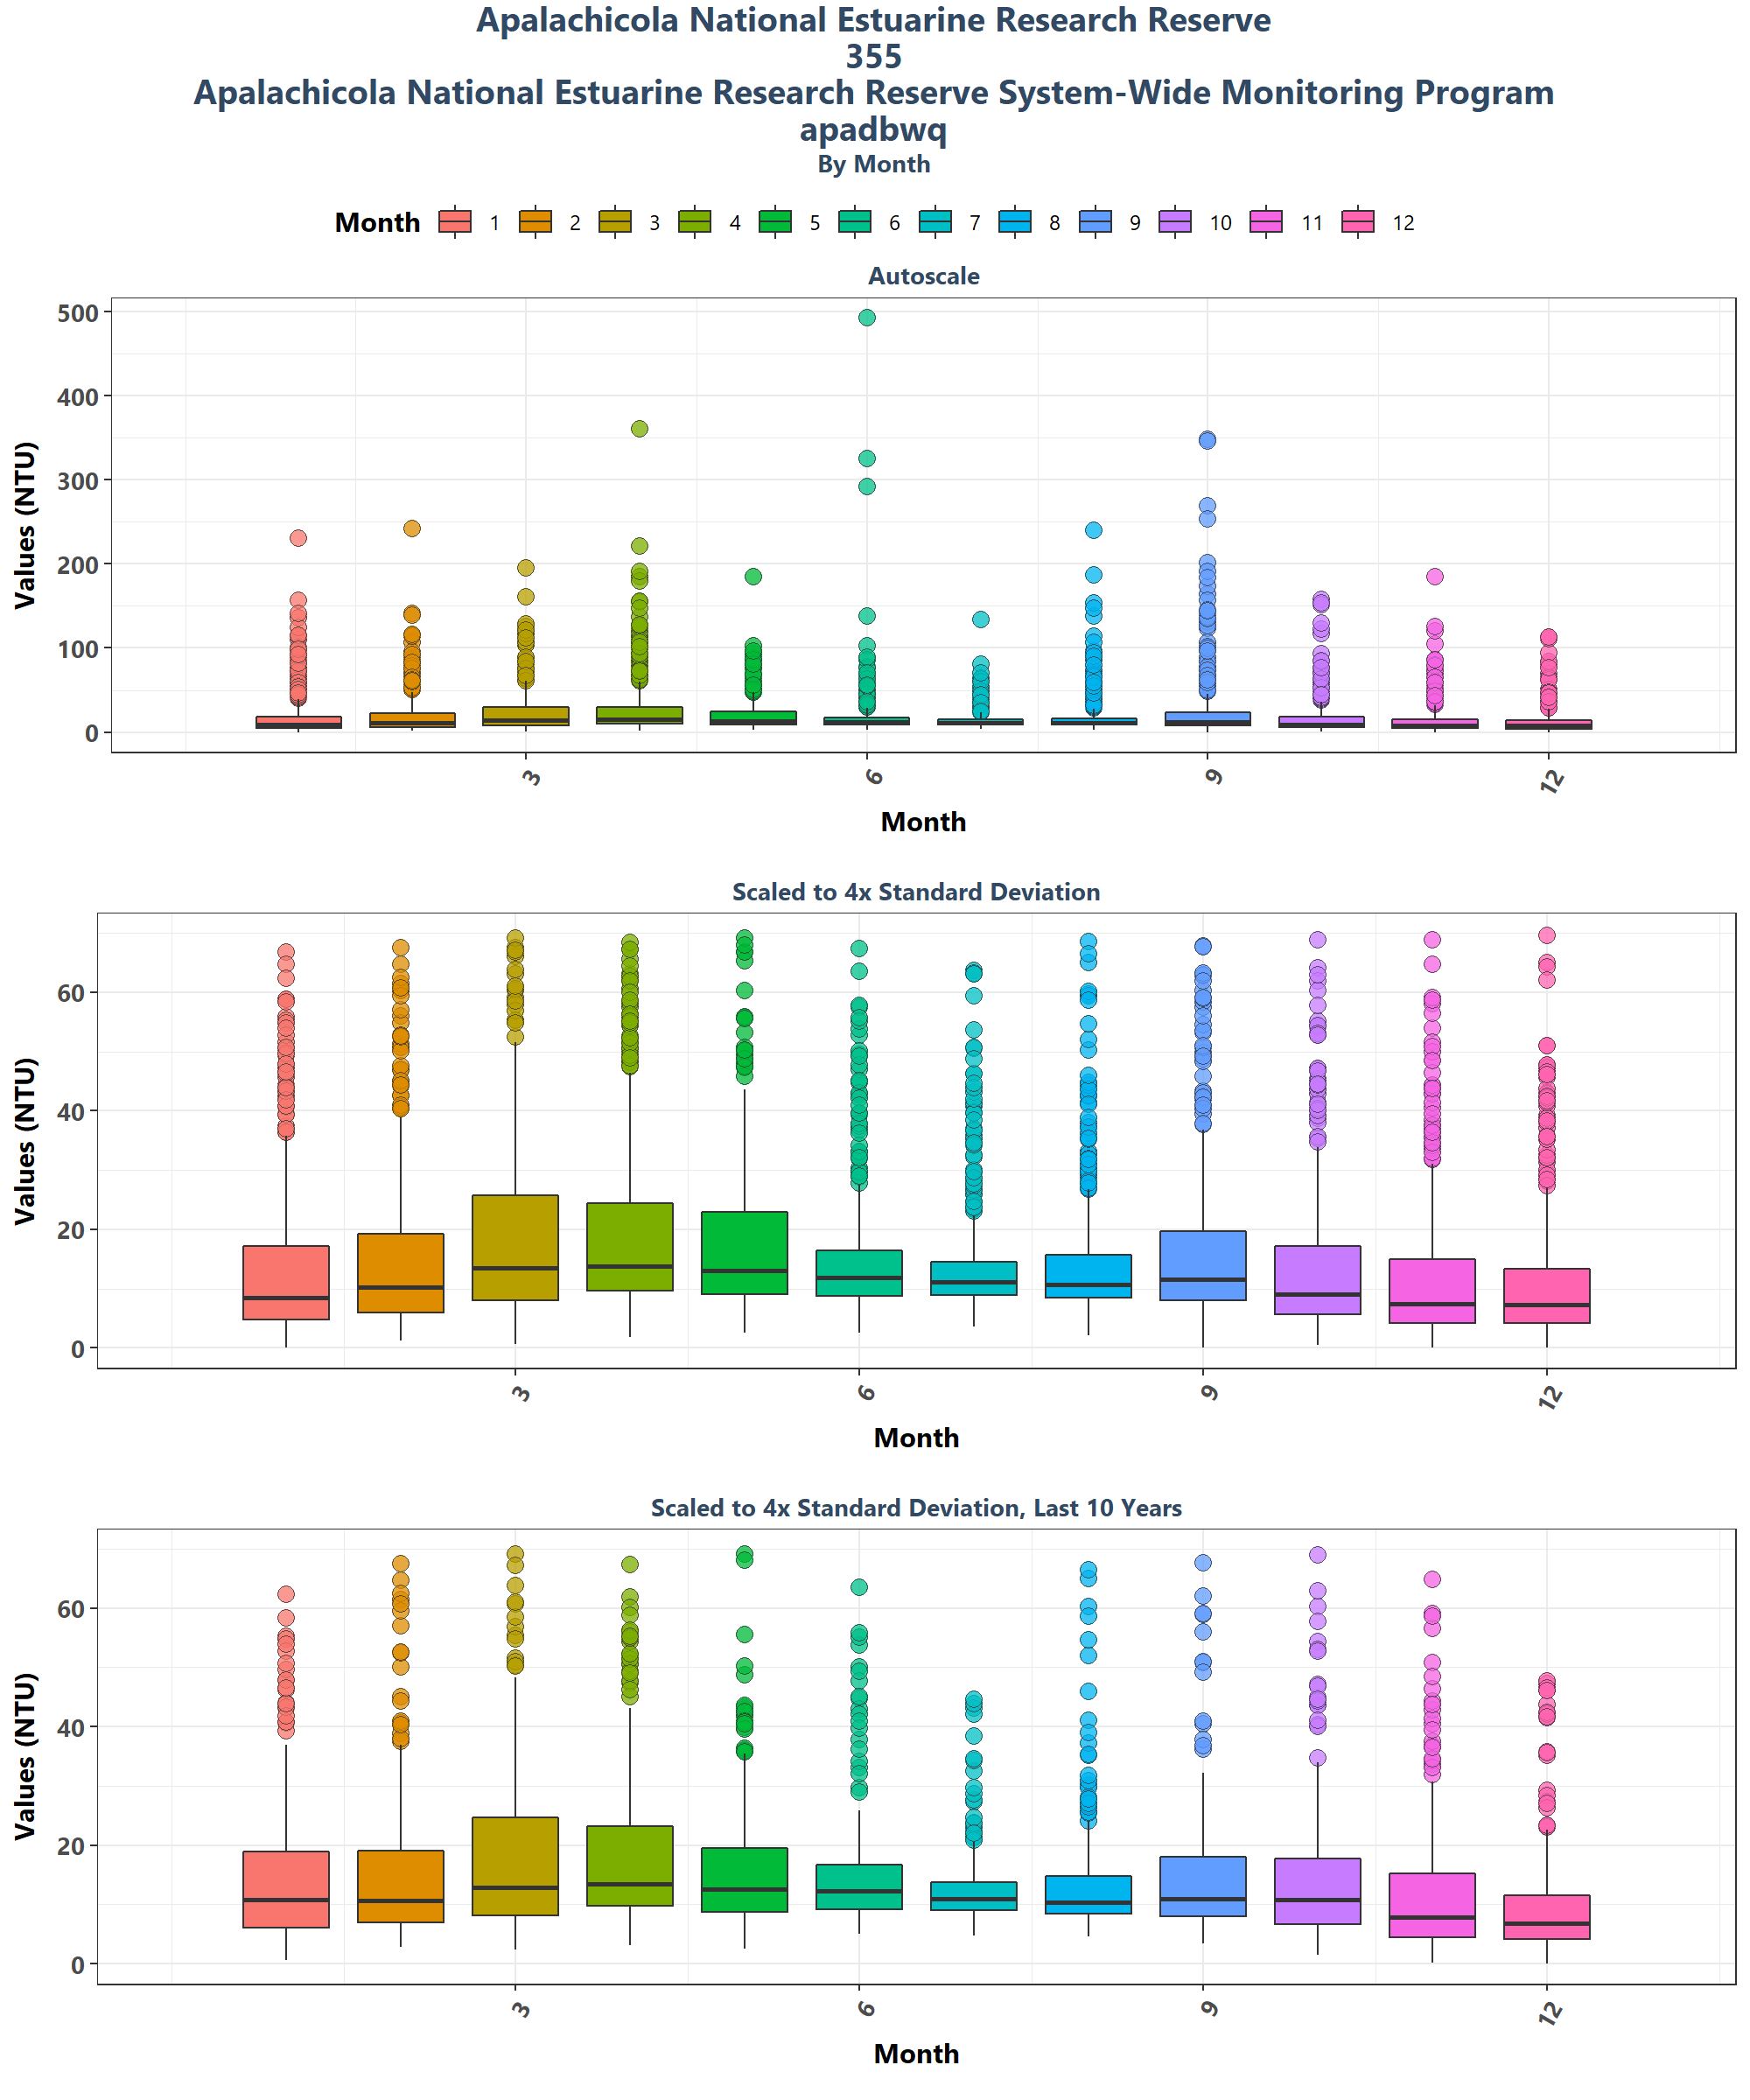 Apalachicola National Estuarine Research Reserve
355
Apalachicola National Estuarine Research Reserve System-Wide Monitoring Program
apadbwq
By Month
Month 1 2 3 4 5 6 7 8 9 10 11 12
Autoscale
Values (NTU)
500
400
300
200
100
0
3 6 9 12
Month
Scaled to 4x Standard Deviation
Values (NTU)
60
40
20
0
3 6 9 12
Month
Scaled to 4x Standard Deviation, Last 10 Years
Values (NTU)
60
40
20
0
3 6 9 12
Month